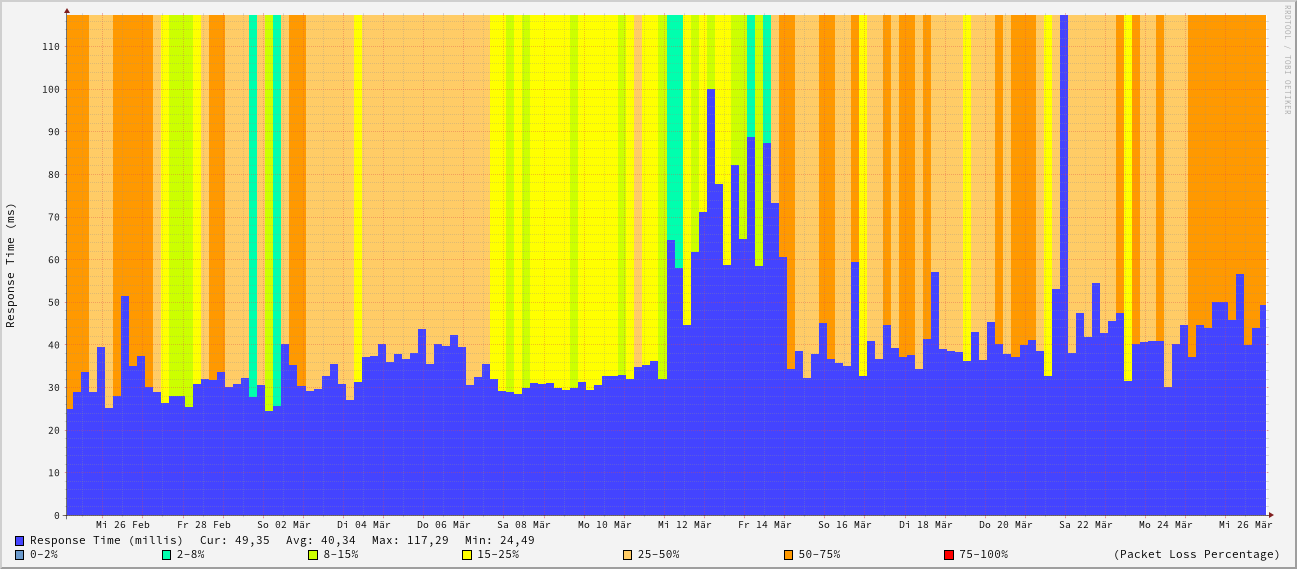 RRDTOOL / TOBI OETIKER
Response Time (ms)
110
100
90
80
70
60
50
40
30
20
10
0
Mi 26 Feb Fr 28 Feb So 02 Mär Di 04 Mär Do 06 Mär Sa 08 Mär Mo 10 Mär Mi 12 Mär Fr 14 Mär So 16 Mär Di 18 Mär Do 20 Mär Sa 22 Mär Mo 24 Mär Mi 26 Mär
Response Time (millis) Cur: 49,35 Avg: 40,34 Max: 117,29 Min: 24,49
0-2% 2-8% 8-15% 15-25% 25-50% 50-75% 75-100% (Packet Loss Percentage)